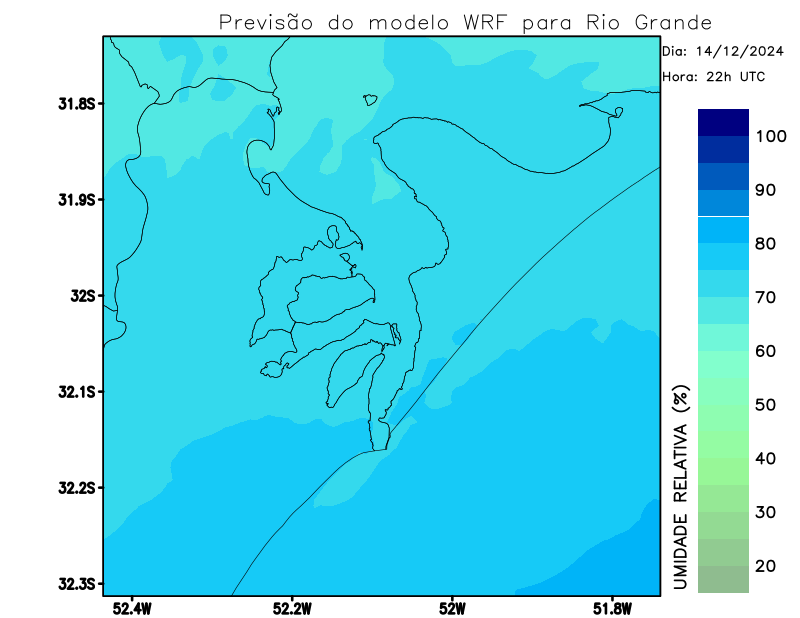 Previsão do modelo WRF para Rio Grande
Dia: 14/12/2024
Hora: 22h UTC
31.8S
31.9S
32S
32.1S
32.2S
32.3S
52.4W
52.2W
52W
51.8W
UMIDADE RELATIVA (%)
100
90
80
70
60
50
40
30
20